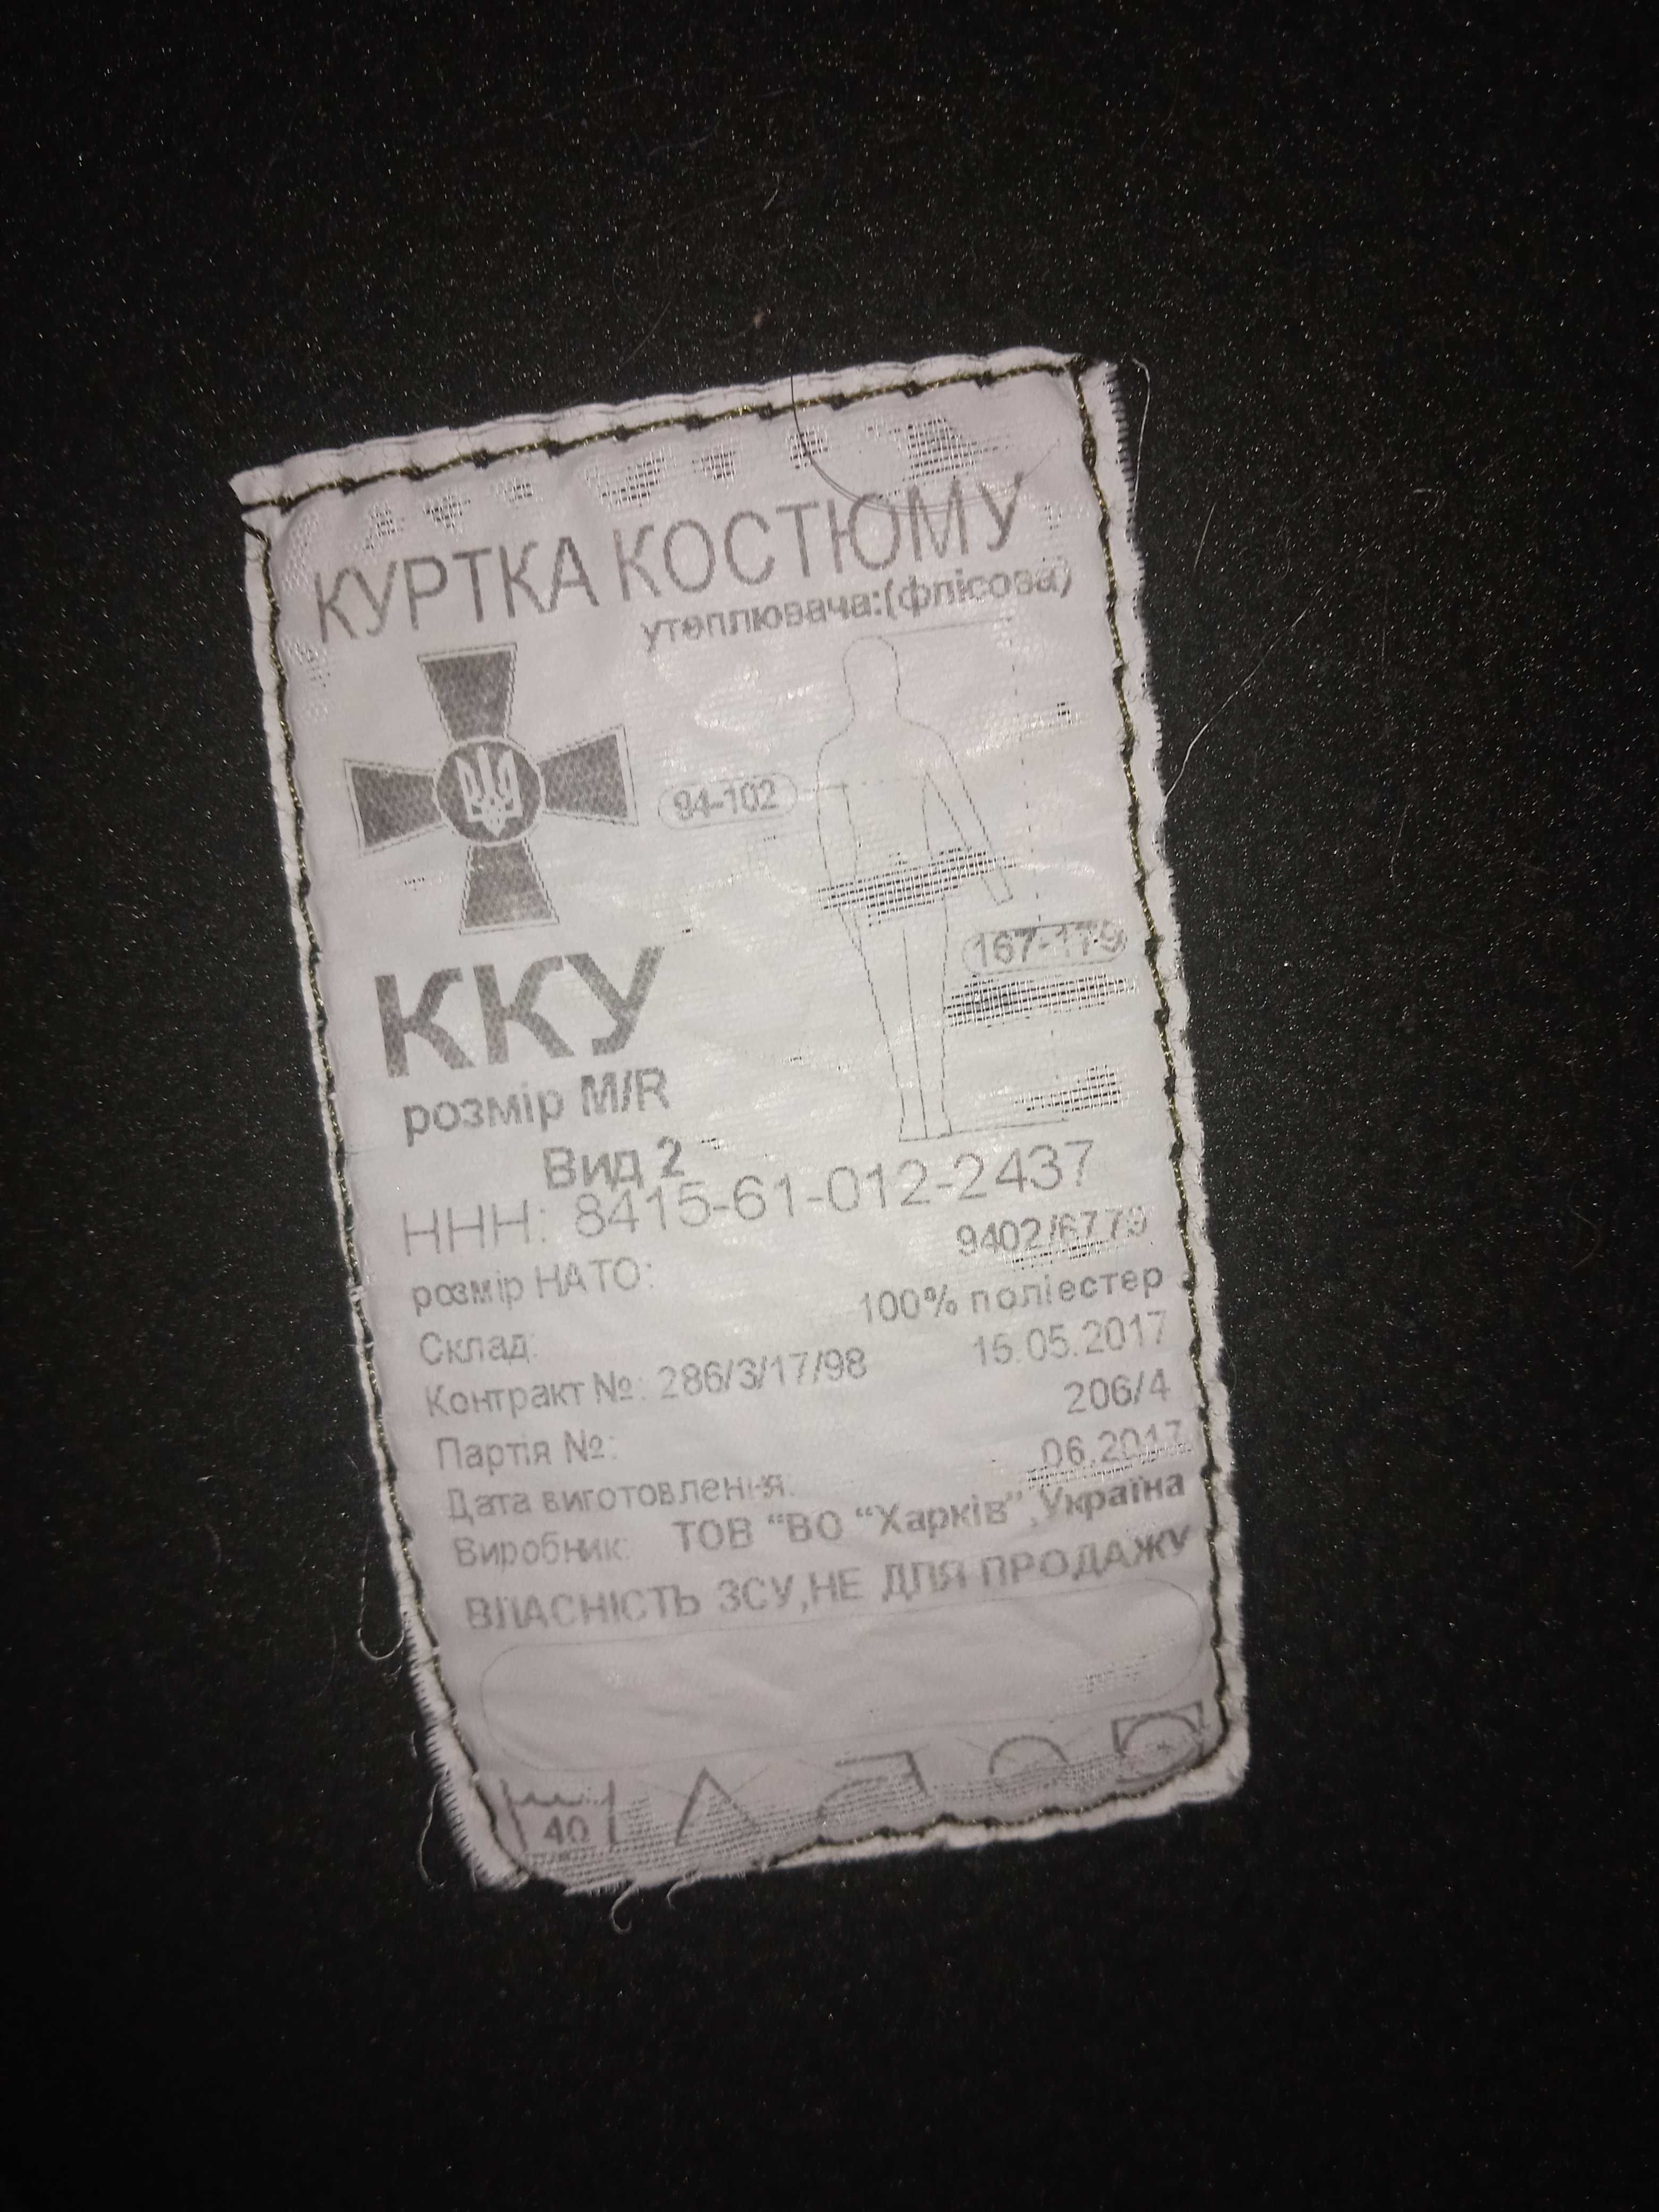 КУРТКА КОСТЮМУ
утеплювача:(флісова)
94-102
167-179
ККУ
розмір M/R
Вид 2
ННН: 8415-61-012-2437
розмір НАТО: 9402/6779
Склад: 100% поліестер
Контракт №: 286/3/17/98 15.05.2017
Партія №: 206/4
Дата виготовлення: 06.2017
Виробник: ТОВ “ВО “Харків”,Україна
ВЛАСНІСТЬ ЗСУ,НЕ ДЛЯ ПРОДАЖУ
40